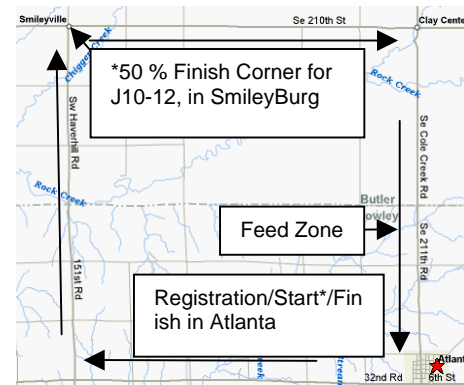 Smileyville
Se 210th St
Clay Cente
Chigger Creek
*50 % Finish Corner for
J10-12, in SmileyBurg
Rock Creek
Sw Haverhill Rd
Se Cole Creek Rd
Rock Creek
Butler
owley
Feed Zone
Se 211th Rd
151st Rd
Registration/Start*/Fin
ish in Atlanta
Atlant
32nd Rd
6th St